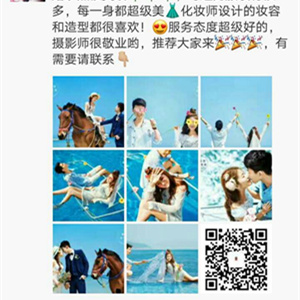 多，每一身都超级美👗化妆师设计的妆容
和造型都很喜欢！😍服务态度超级好的，
摄影师很敬业哟，推荐大家来🎉🎉🎉，有
需要请联系👇🏼